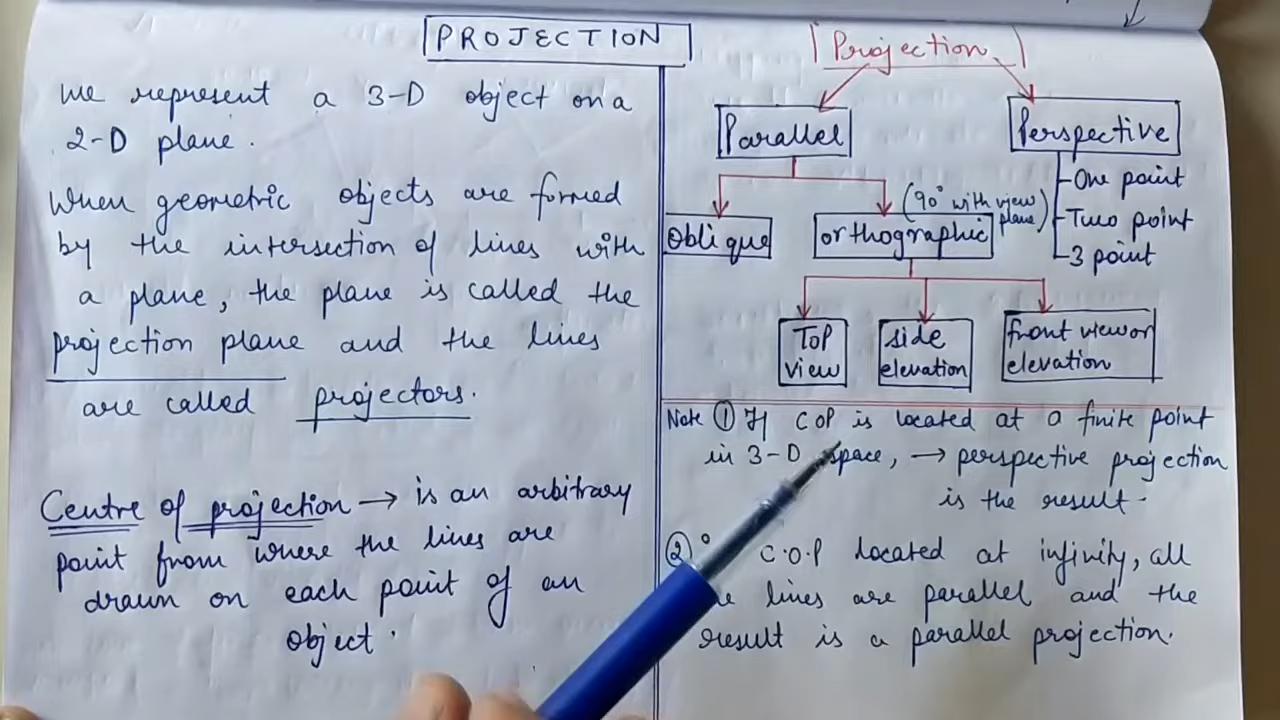 PROJECTION
We represent a 3-D object on a
2-D plane.
When geometric objects are formed
by the intersection of lines with
a plane, the plane is called the
projection plane and the lines
are called projectors.
Centre of projection → is an arbitrary
point from where the lines are
drawn on each point of an
object.
Projection
Parallel
Perspective
One point
Two point
3 point
oblique
orthographic
(90° with view
plane)
Top
view
side
elevation
front view or
elevation
Note ① If COP is located at a finite point
in 3-D space, → perspective projection
is the result.
② C.O.P located at infinity, all
lines are parallel and the
result is a parallel projection.